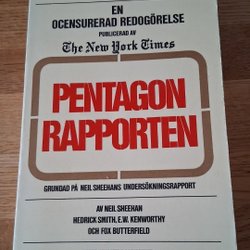 EN
OCENSURERAD REDOGÖRELSE
PUBLICERAD AV
The New York Times
PENTAGON
RAPPORTEN
GRUNDAD PÅ NEIL SHEEHANS UNDERSÖKNINGSRAPPORT
AV NEIL SHEEHAN
HEDRICK SMITH, E.W. KENWORTHY
OCH FOX BUTTERFIELD